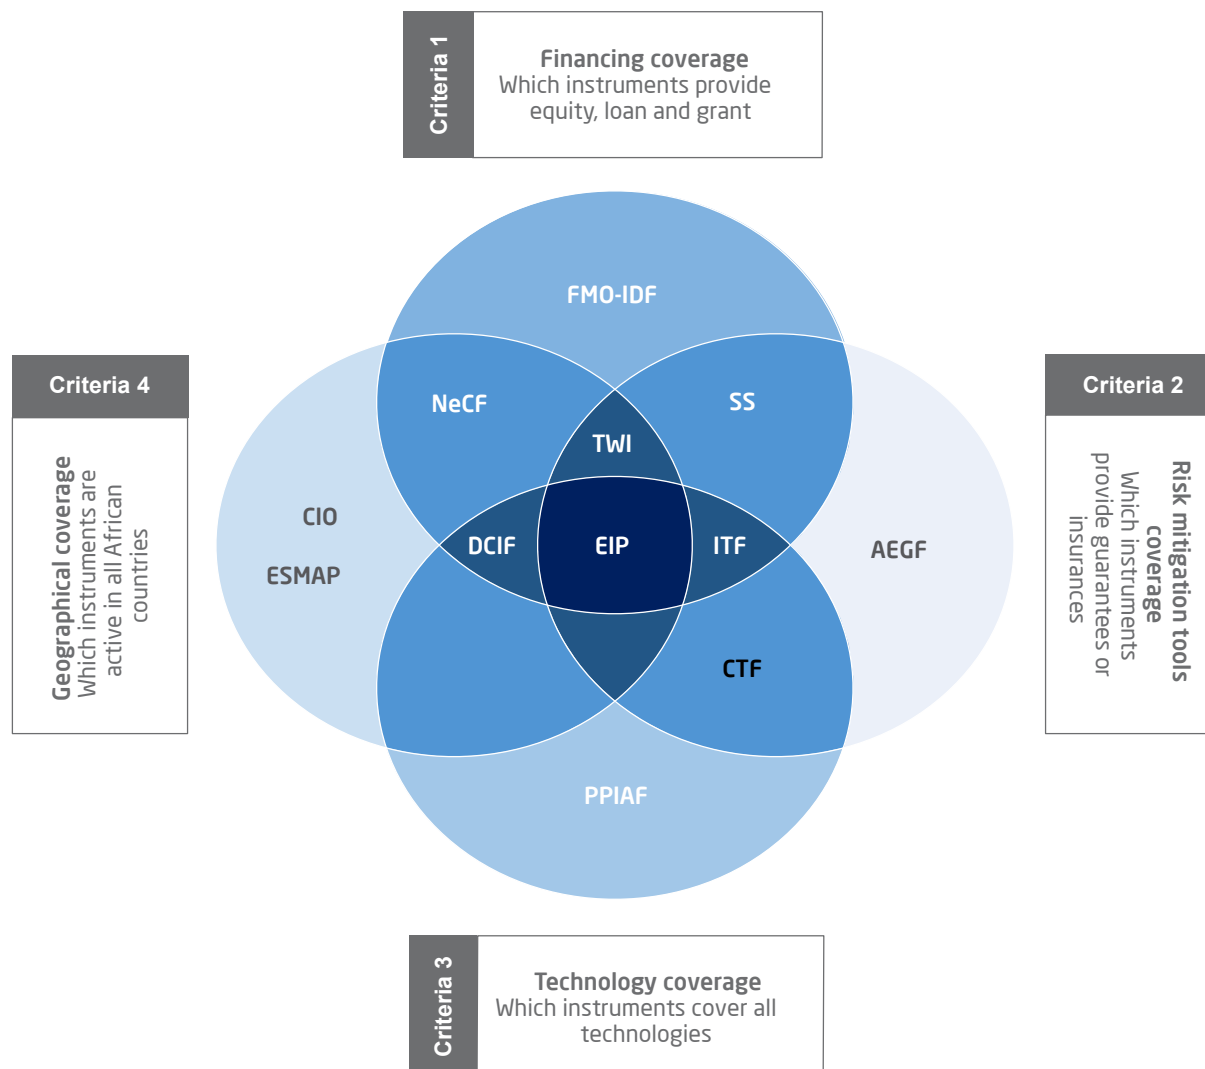 Criteria 1
Financing coverage
Which instruments provide
equity, loan and grant
FMO-IDF
Criteria 4
Geographical coverage
Which instruments are
active in all African
countries
NeCF
SS
TWI
CIO
ESMAP
DCIF
EIP
ITF
AEGF
CTF
PPIAF
Criteria 2
Risk mitigation tools
coverage
Which instruments
provide guarantees or
insurances
Criteria 3
Technology coverage
Which instruments cover all
technologies